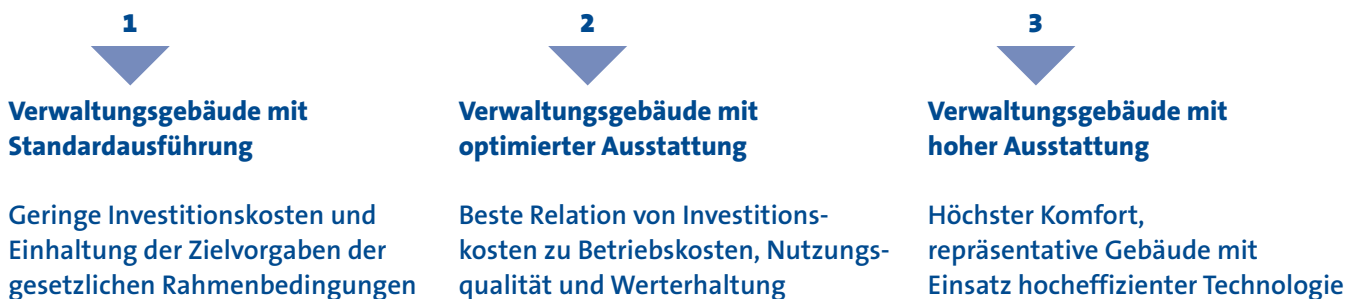 1
Verwaltungsgebäude mit
Standardausführung
Geringe Investitionskosten und
Einhaltung der Zielvorgaben der
gesetzlichen Rahmenbedingungen
2
Verwaltungsgebäude mit
optimierter Ausstattung
Beste Relation von Investitions-
kosten zu Betriebskosten, Nutzungs-
qualität und Werterhaltung
3
Verwaltungsgebäude mit
hoher Ausstattung
Höchster Komfort,
repräsentative Gebäude mit
Einsatz hocheffizienter Technologie